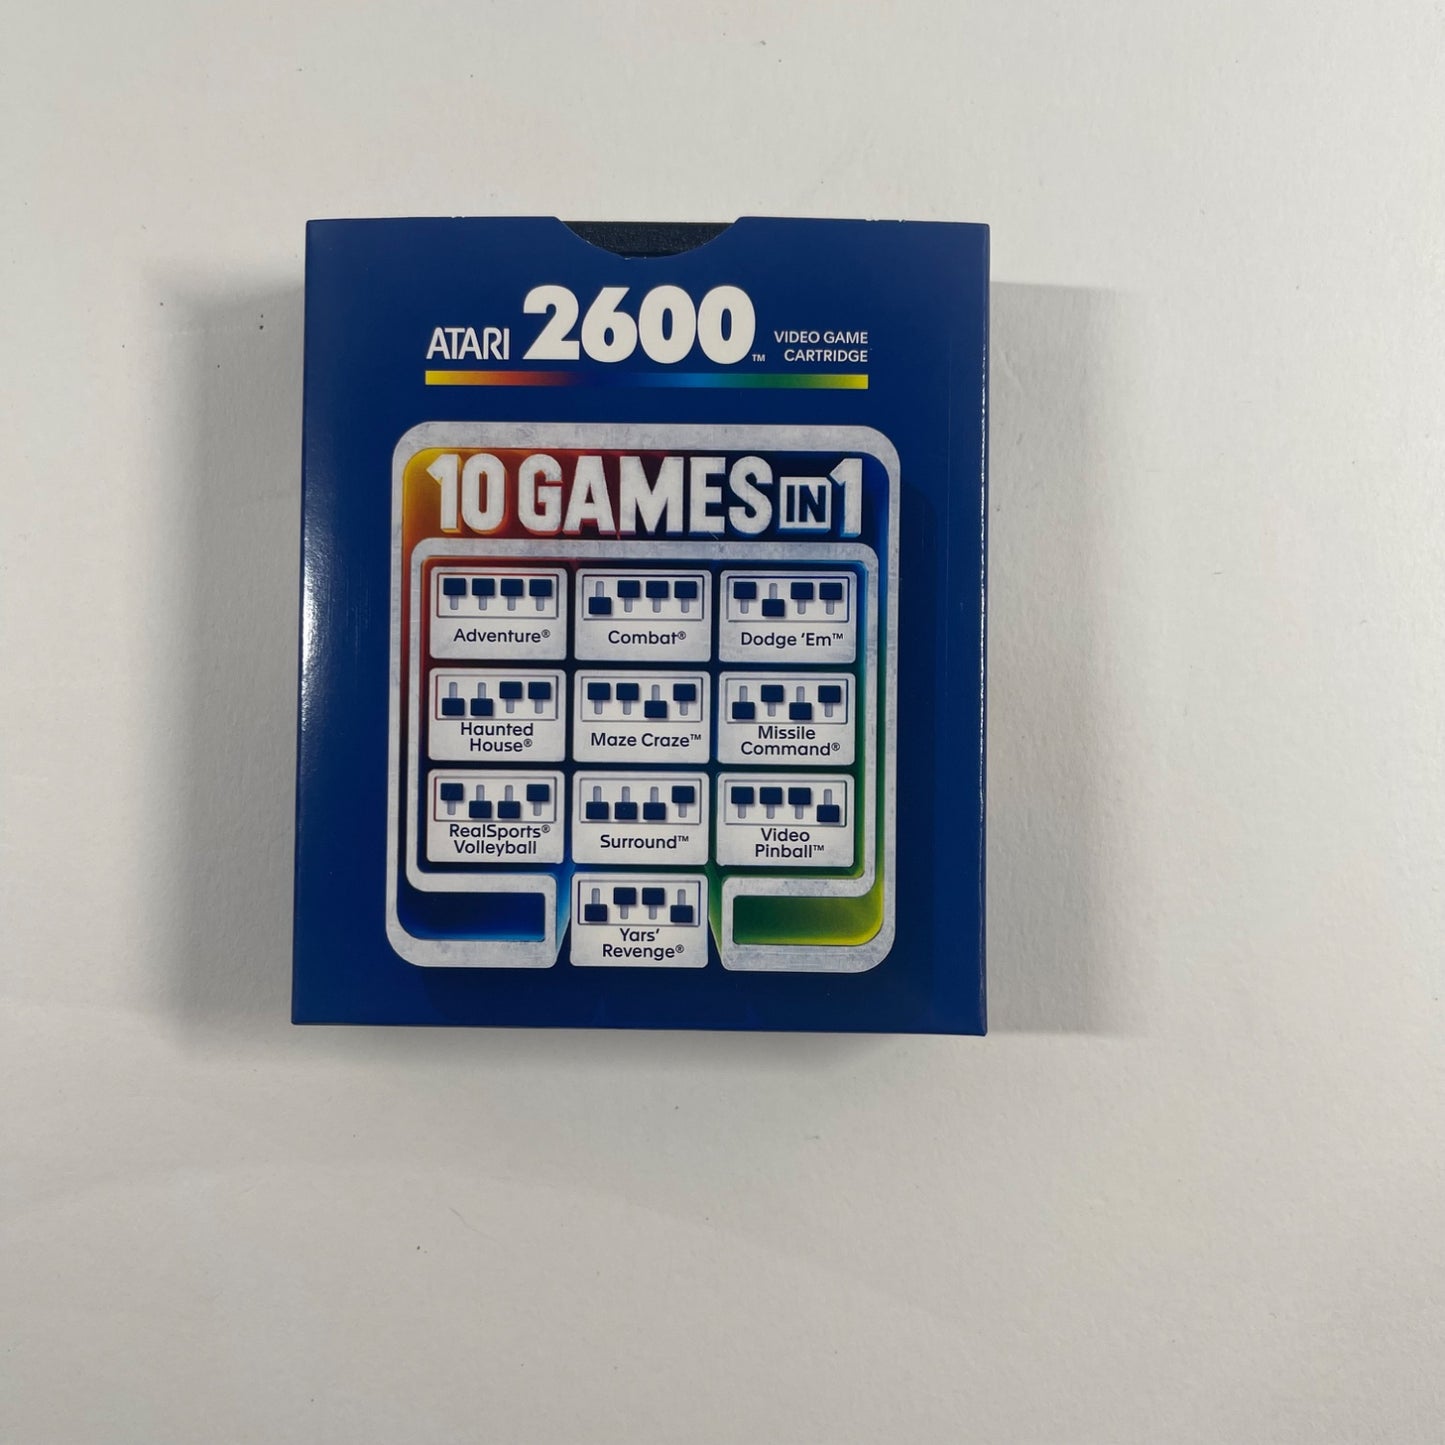 ATARI 2600™ VIDEO GAME
CARTRIDGE
10 GAMES IN 1
Adventure®
Combat®
Dodge 'Em™
Haunted
House®
Maze Craze™
Missile
Command®
RealSports®
Volleyball
Surround™
Video
Pinball™
Yars'
Revenge®